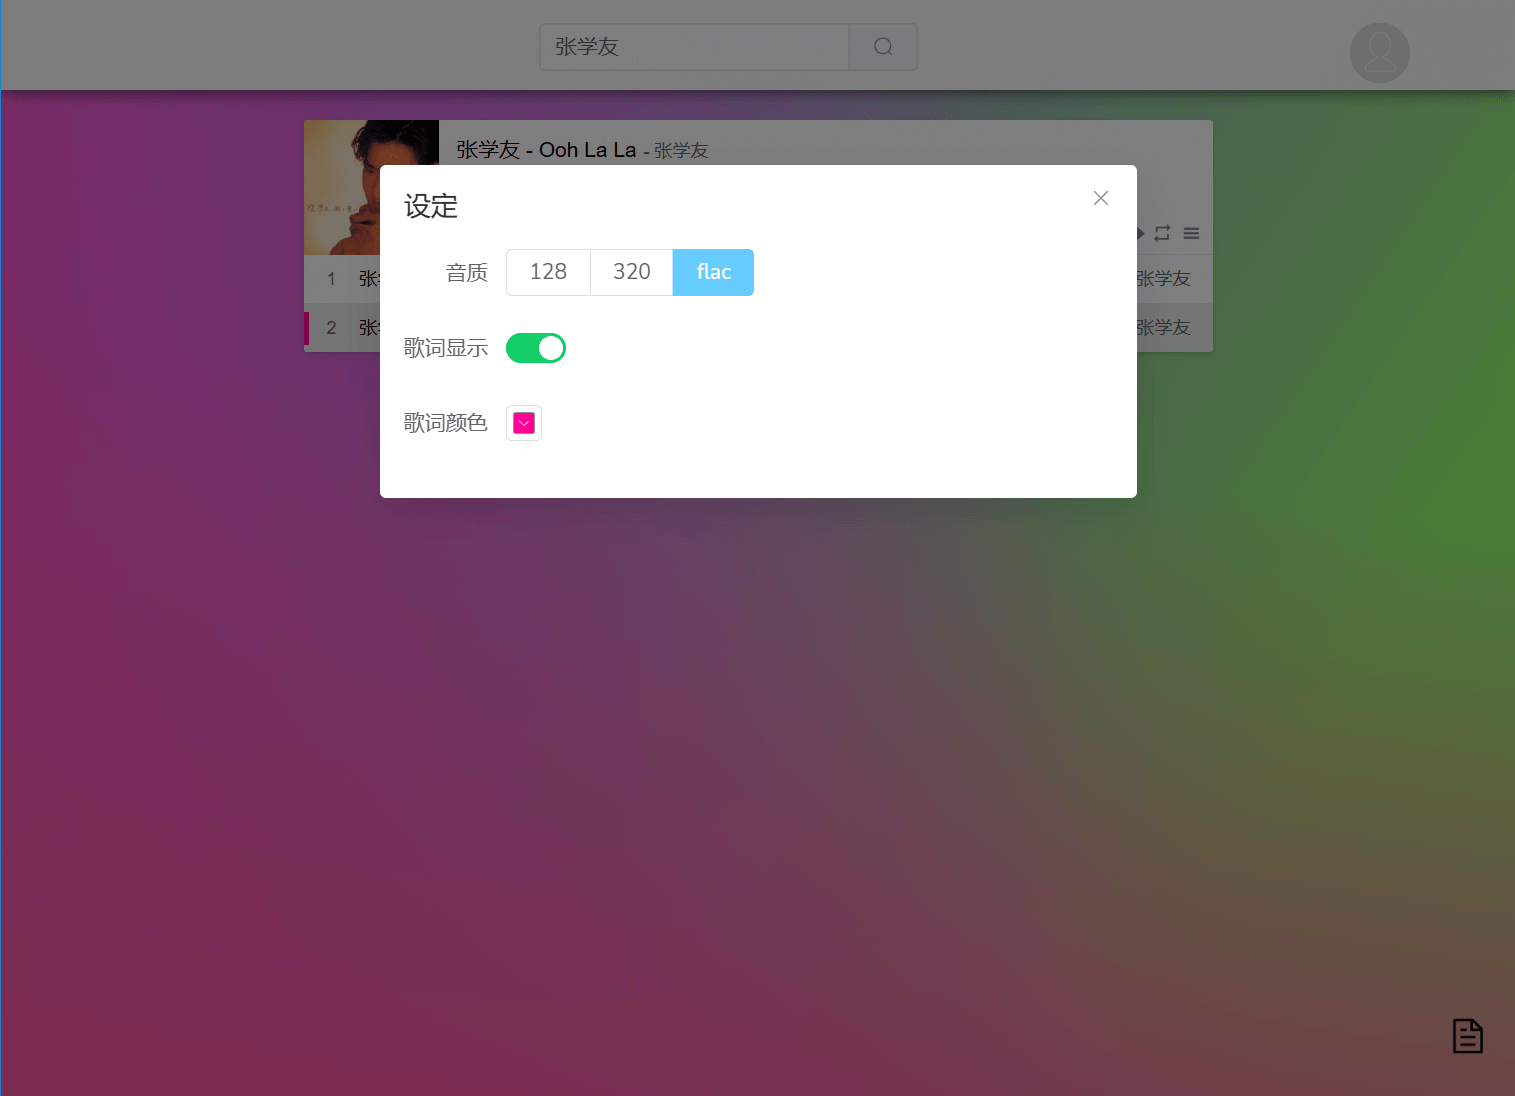 张学友
张学友 - Ooh La La - 张学友
设定
音质 128 320 flac
1 张 张学友
2 张 张学友
歌词显示
歌词颜色